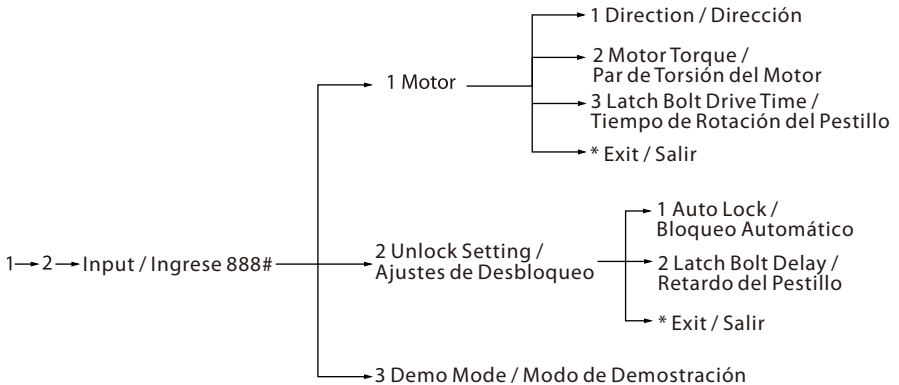 1 Direction / Dirección
2 Motor Torque /
Par de Torsión del Motor
1 Motor
3 Latch Bolt Drive Time /
Tiempo de Rotación del Pestillo
* Exit / Salir
1 Auto Lock /
Bloqueo Automático
1 2 Input / Ingrese 888#
2 Unlock Setting /
Ajustes de Desbloqueo
2 Latch Bolt Delay /
Retardo del Pestillo
* Exit / Salir
3 Demo Mode / Modo de Demostración